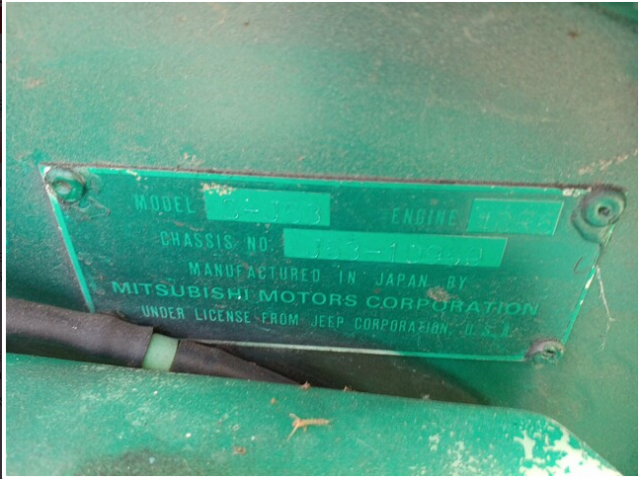 MODEL
ENGINE
CHASSIS NO.
MANUFACTURED IN JAPAN BY
MITSUBISHI MOTORS CORPORATION
UNDER LICENSE FROM JEEP CORPORATION, U.S.A.